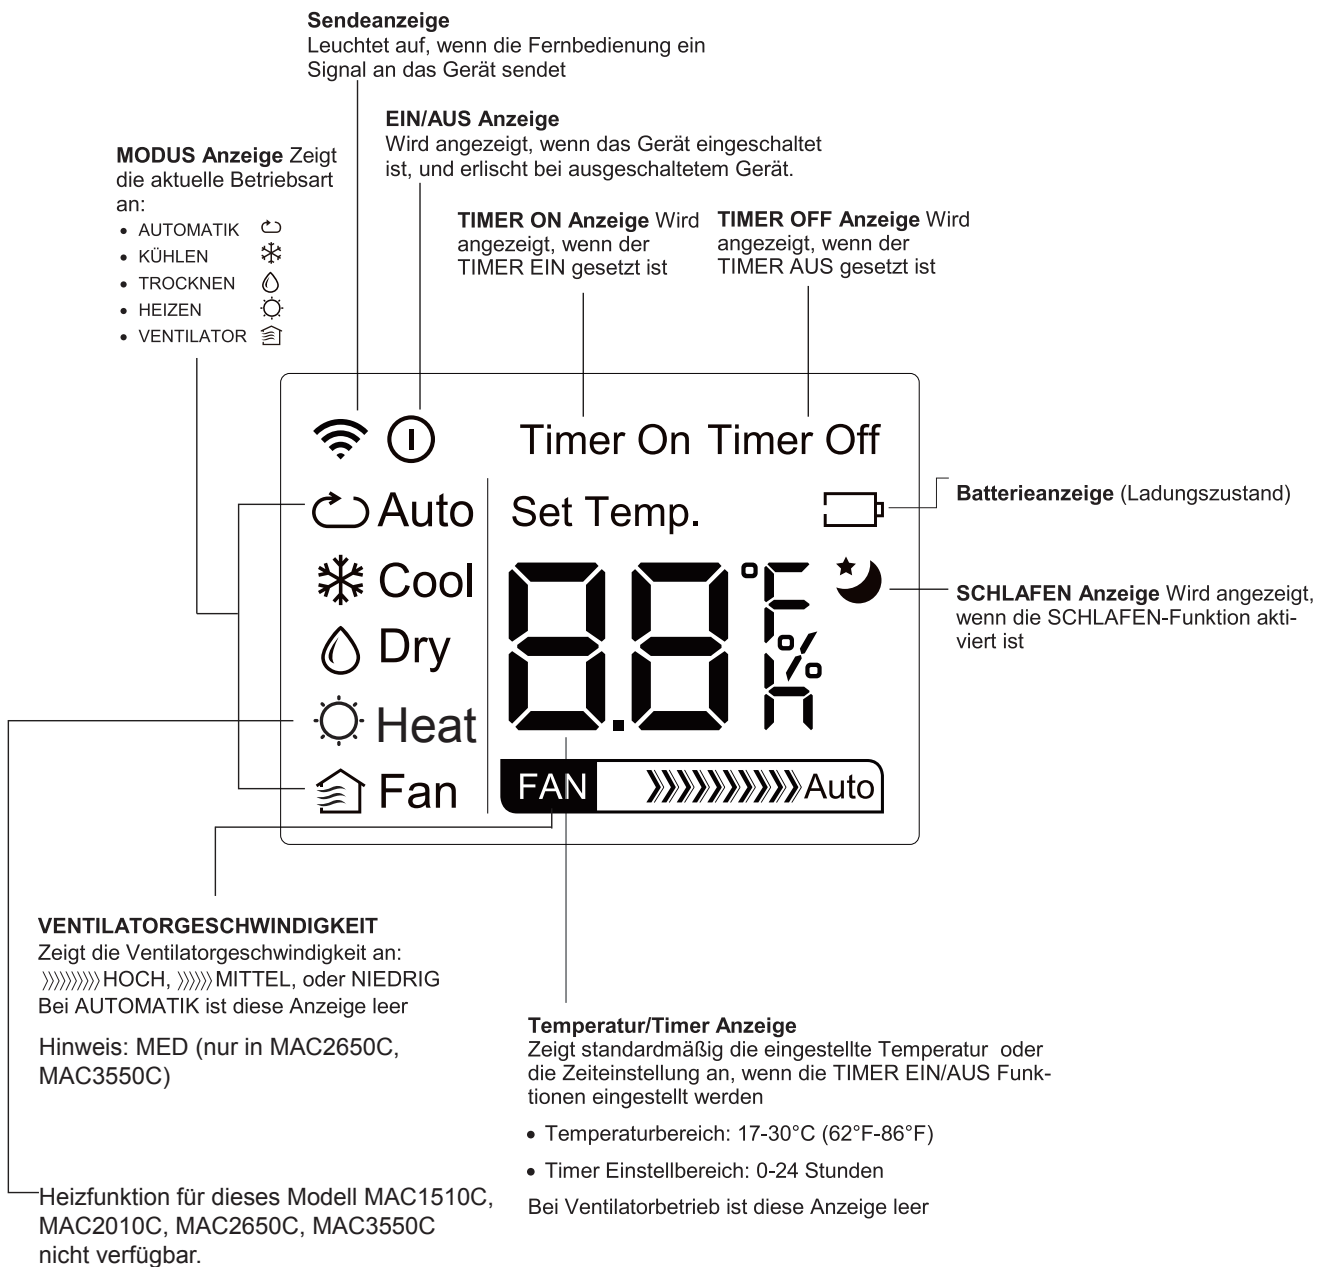 Sendeanzeige
Leuchtet auf, wenn die Fernbedienung ein
Signal an das Gerät sendet
EIN/AUS Anzeige
Wird angezeigt, wenn das Gerät eingeschaltet
ist, und erlischt bei ausgeschaltetem Gerät.
MODUS Anzeige Zeigt
die aktuelle Betriebsart
an:
• AUTOMATIK
• KÜHLEN
• TROCKNEN
• HEIZEN
• VENTILATOR
TIMER ON Anzeige Wird
angezeigt, wenn der
TIMER EIN gesetzt ist
TIMER OFF Anzeige Wird
angezeigt, wenn der
TIMER AUS gesetzt ist
Timer On Timer Off
Auto
Cool
Dry
Heat
Fan
Set Temp.
8.8 °F % h
FAN Auto
Batterieanzeige (Ladungszustand)
SCHLAFEN Anzeige Wird angezeigt,
wenn die SCHLAFEN-Funktion akti-
viert ist
VENTILATORGESCHWINDIGKEIT
Zeigt die Ventilatorgeschwindigkeit an:
HOCH, MITTEL, oder NIEDRIG
Bei AUTOMATIK ist diese Anzeige leer
Hinweis: MED (nur in MAC2650C,
MAC3550C)
Heizfunktion für dieses Modell MAC1510C,
MAC2010C, MAC2650C, MAC3550C
nicht verfügbar.
Temperatur/Timer Anzeige
Zeigt standardmäßig die eingestellte Temperatur oder
die Zeiteinstellung an, wenn die TIMER EIN/AUS Funk-
tionen eingestellt werden
• Temperaturbereich: 17-30°C (62°F-86°F)
• Timer Einstellbereich: 0-24 Stunden
Bei Ventilatorbetrieb ist diese Anzeige leer